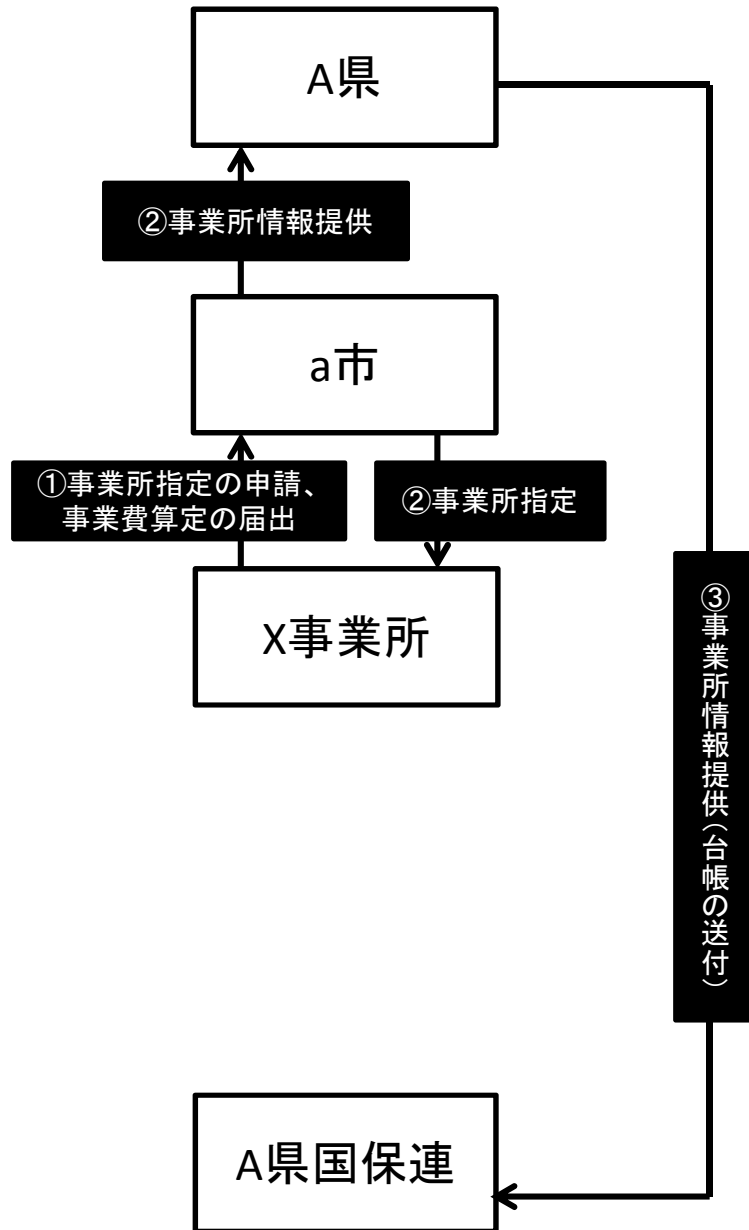 A県
②事業所情報提供
a市
①事業所指定の申請、
事業費算定の届出
②事業所指定
X事業所
③事業所情報提供(台帳の送付)
A県国保連